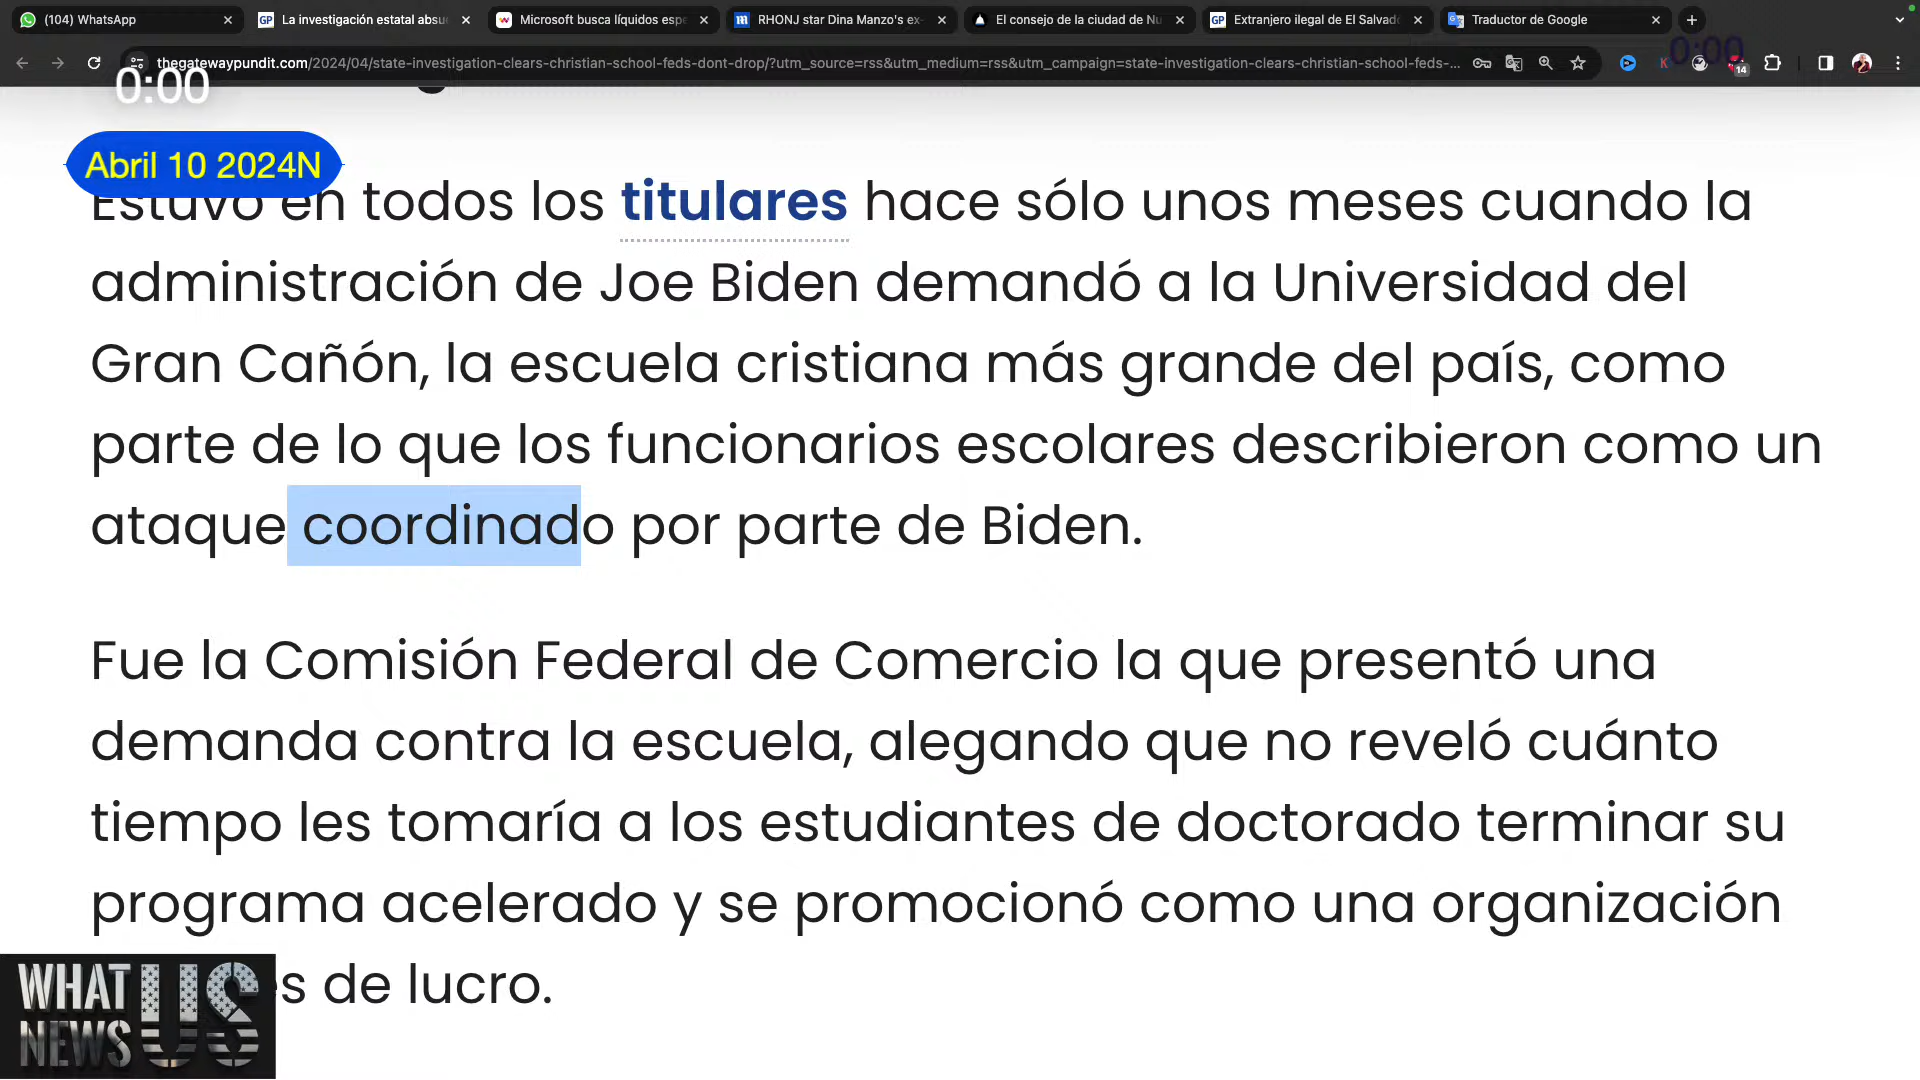 (104) WhatsApp
La investigación estatal absu
Microsoft busca líquidos espe
RHONJ star Dina Manzo's ex-
El consejo de la ciudad de Nu
Extranjero ilegal de El Salvado
Traductor de Google
thegatewaypundit.com/2024/04/state-investigation-clears-christian-school-feds-dont-drop/?utm_source=rss&utm_medium=rss&utm_campaign=state-investigation-clears-christian-school-feds-...
14
0:00
0:00
Abril 10 2024N
Estuvo en todos los titulares hace sólo unos meses cuando la
administración de Joe Biden demandó a la Universidad del
Gran Cañón, la escuela cristiana más grande del país, como
parte de lo que los funcionarios escolares describieron como un
ataque coordinado por parte de Biden.
Fue la Comisión Federal de Comercio la que presentó una
demanda contra la escuela, alegando que no reveló cuánto
tiempo les tomaría a los estudiantes de doctorado terminar su
programa acelerado y se promocionó como una organización
es de lucro.
WHAT
NEWS
US